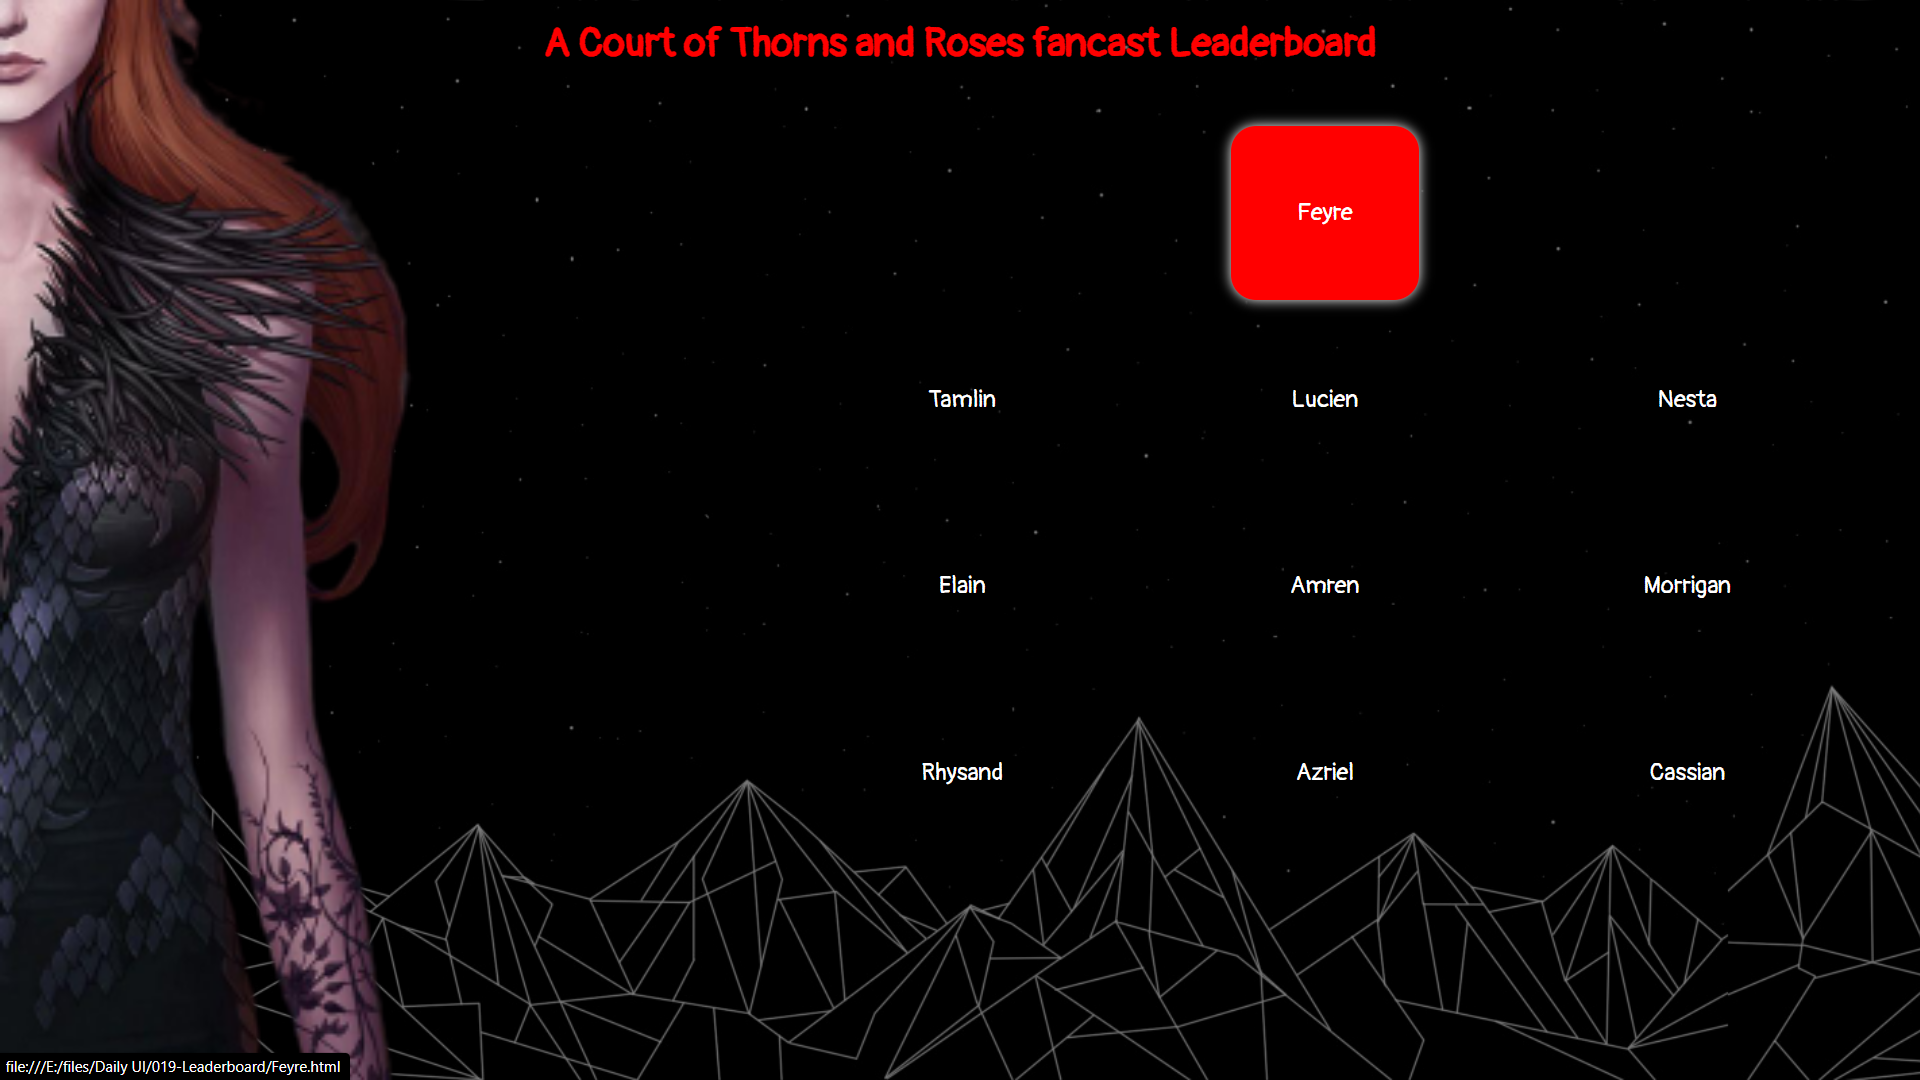 A Court of Thorns and Roses fancast Leaderboard
Feyre
Tamlin Lucien Nesta
Elain Amren Morrigan
Rhysand Azriel Cassian
file:///E:/files/Daily UI/019-Leaderboard/Feyre.html